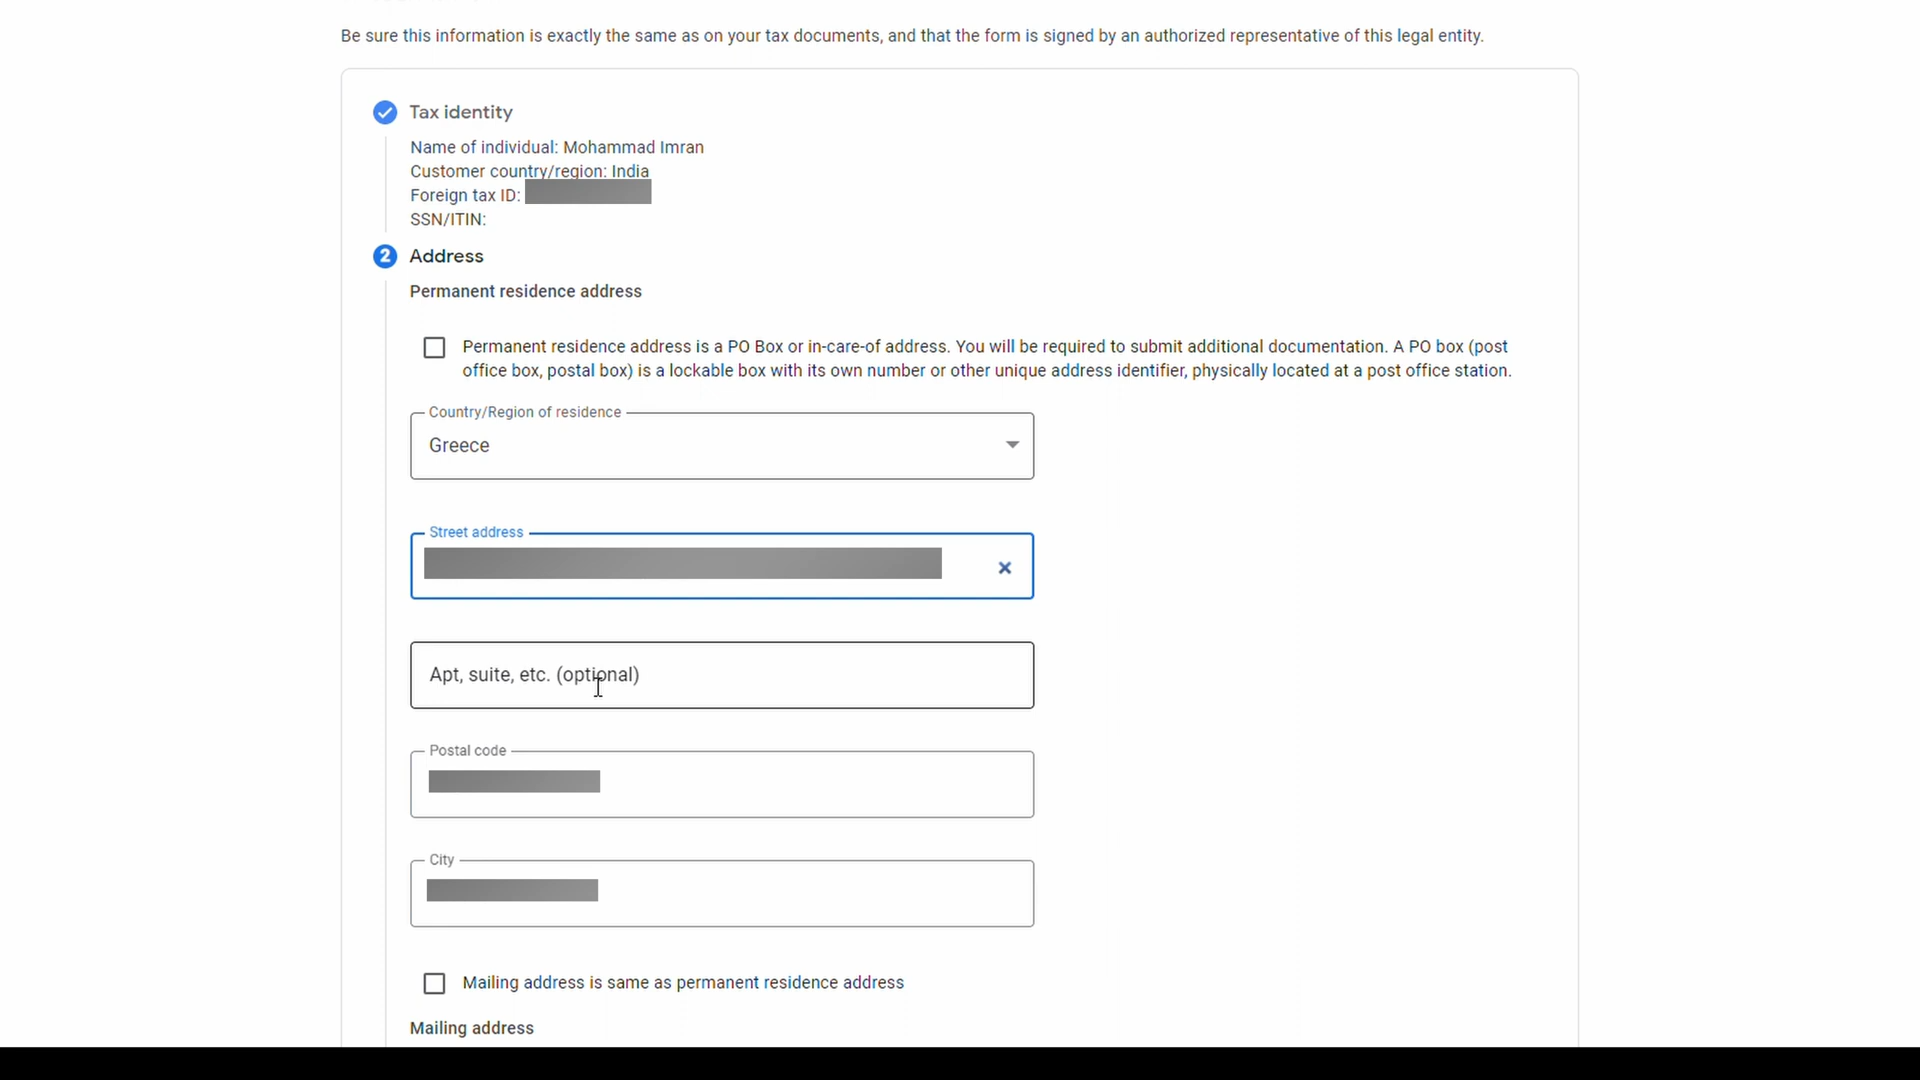 Be sure this information is exactly the same as on your tax documents, and that the form is signed by an authorized representative of this legal entity.
Tax identity
Name of individual: Mohammad Imran
Customer country/region: India
Foreign tax ID:
SSN/ITIN:
2 Address
Permanent residence address
Permanent residence address is a PO Box or in-care-of address. You will be required to submit additional documentation. A PO box (post
office box, postal box) is a lockable box with its own number or other unique address identifier, physically located at a post office station.
Country/Region of residence
Greece
Street address
Apt, suite, etc. (optional)
Postal code
City
Mailing address is same as permanent residence address
Mailing address